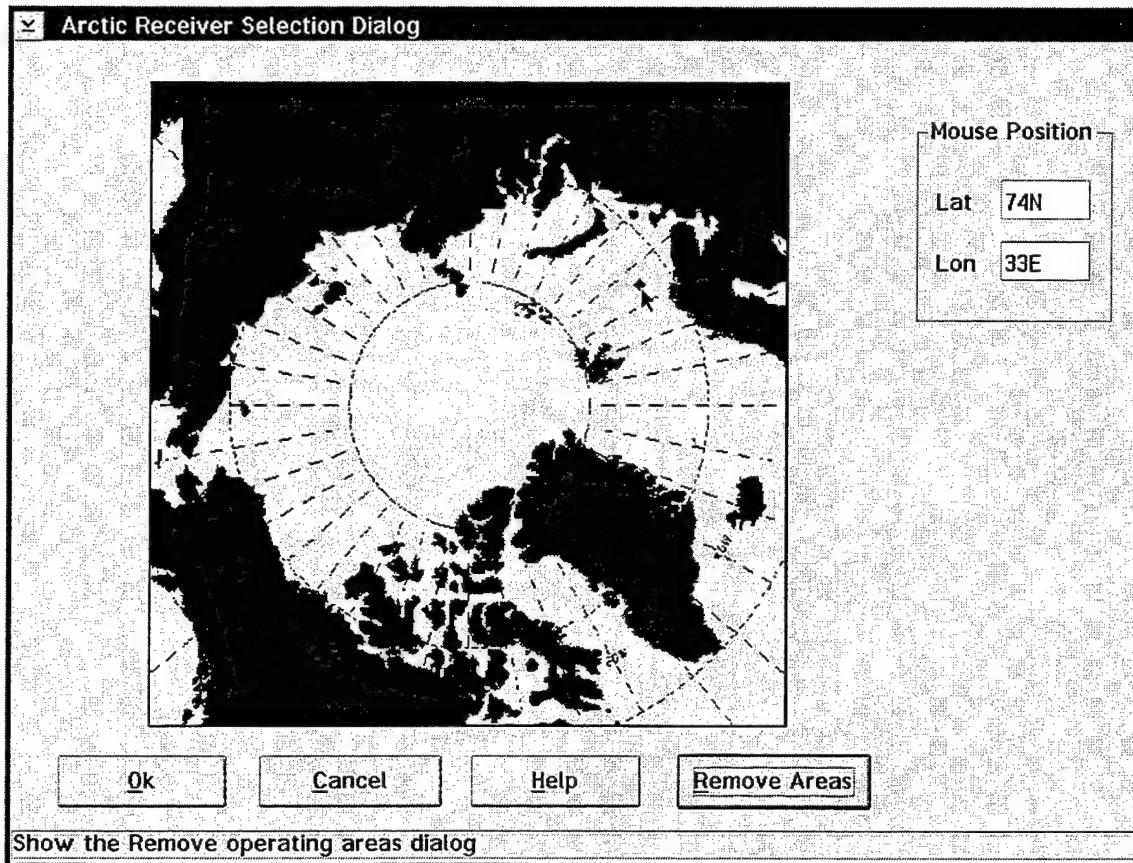 Arctic Receiver Selection Dialog
Mouse Position
Lat 74N
Lon 33E
Ok Cancel Help Remove Areas
Show the Remove operating areas dialog